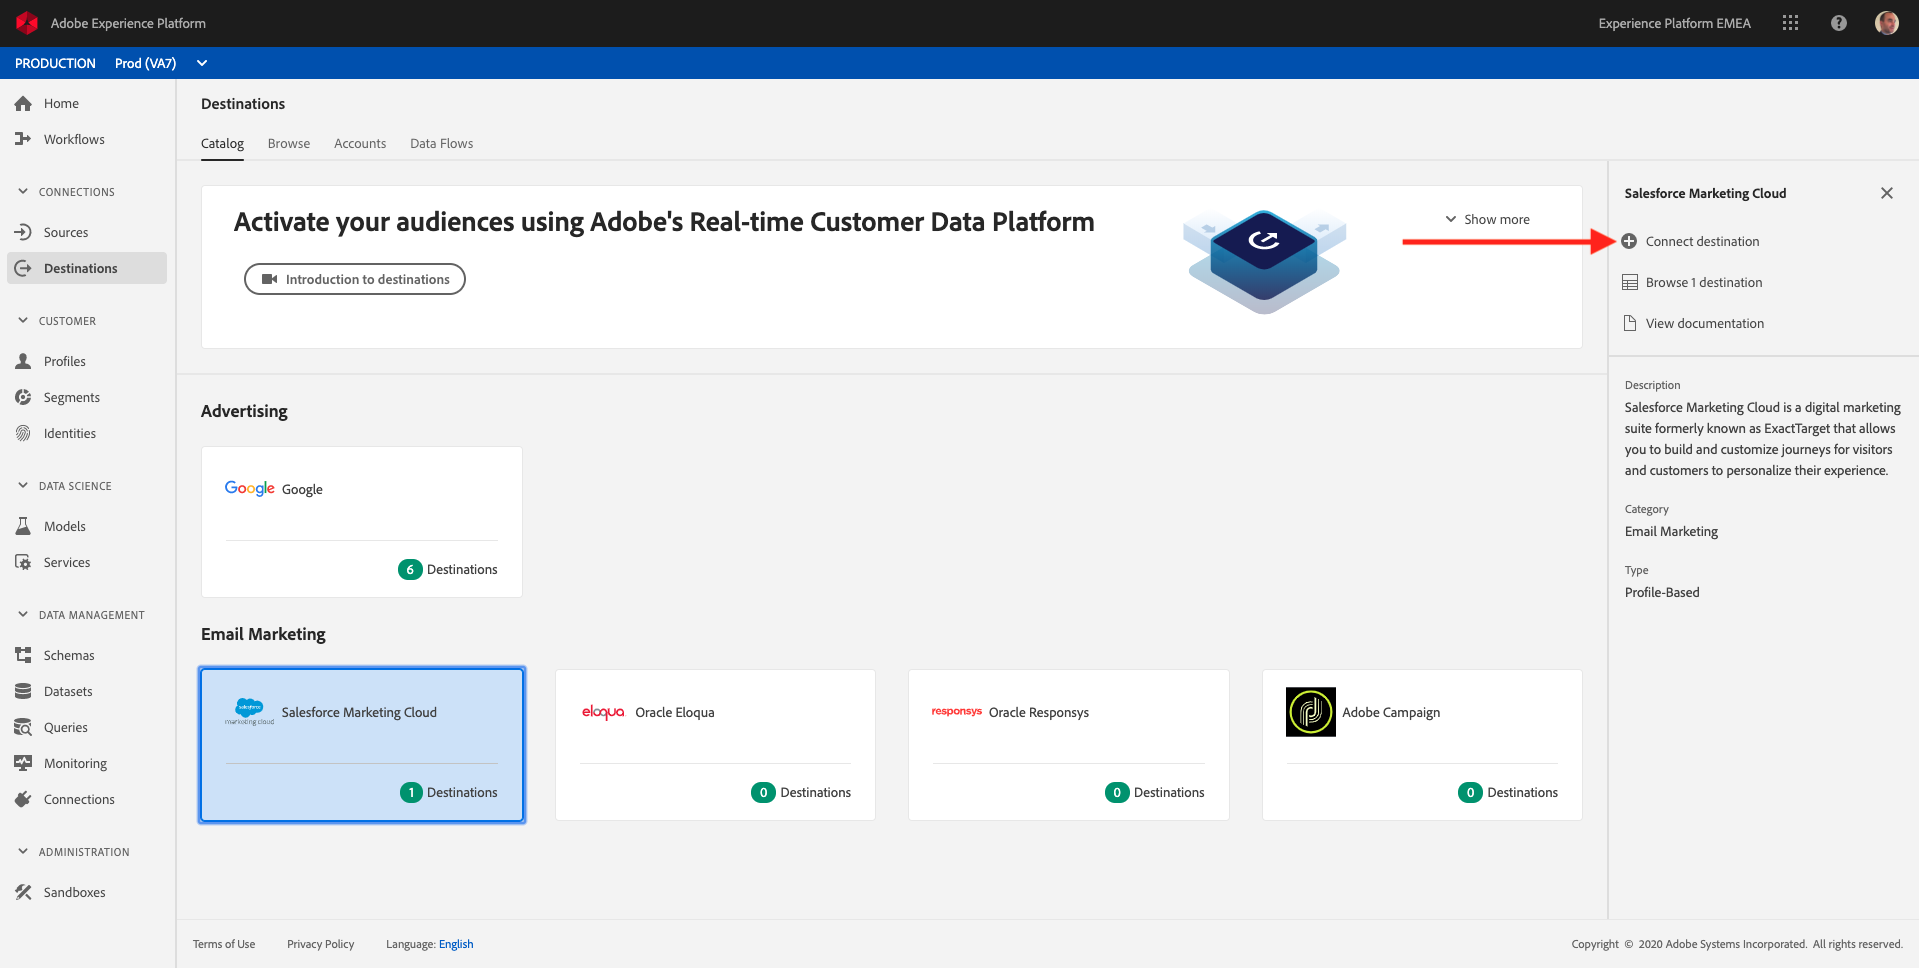 Adobe Experience Platform
Experience Platform EMEA
PRODUCTION Prod (VA7)
Home
Workflows
CONNECTIONS
Sources
Destinations
CUSTOMER
Profiles
Segments
Identities
DATA SCIENCE
Models
Services
DATA MANAGEMENT
Schemas
Datasets
Queries
Monitoring
Connections
ADMINISTRATION
Sandboxes
Destinations
Catalog Browse Accounts Data Flows
Activate your audiences using Adobe's Real-time Customer Data Platform
Show more
Introduction to destinations
Advertising
Google Google
6 Destinations
Email Marketing
salesforce
marketing cloud
Salesforce Marketing Cloud
1 Destinations
eloqua Oracle Eloqua
0 Destinations
responsys Oracle Responsys
0 Destinations
Adobe Campaign
0 Destinations
Salesforce Marketing Cloud
Connect destination
Browse 1 destination
View documentation
Description
Salesforce Marketing Cloud is a digital marketing
suite formerly known as ExactTarget that allows
you to build and customize journeys for visitors
and customers to personalize their experience.
Category
Email Marketing
Type
Profile-Based
Terms of Use Privacy Policy Language: English
Copyright © 2020 Adobe Systems Incorporated. All rights reserved.